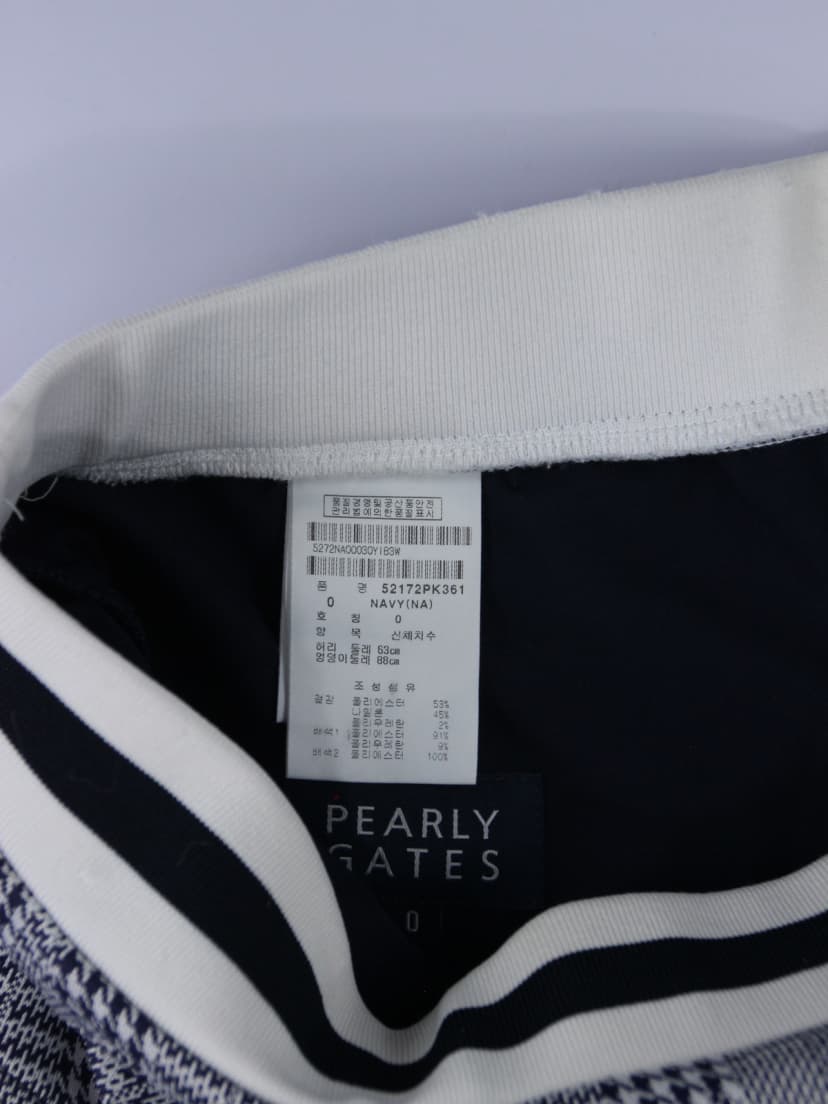 품질경영및공산품안전
관리법에의한품질표시
5272NA00030YIB3W
품 명 52172PK361
0 NAVY(NA)
호 칭 0
항 목 신체치수
허리 둘레 63cm
엉덩이둘레 88cm
조성섬유
겉감 폴리에스터 53%
나일론 45%
폴리우레탄 2%
배색1 폴리에스터 91%
폴리우레탄 9%
배색2 폴리에스터 100%
PEARLY
GATES
0